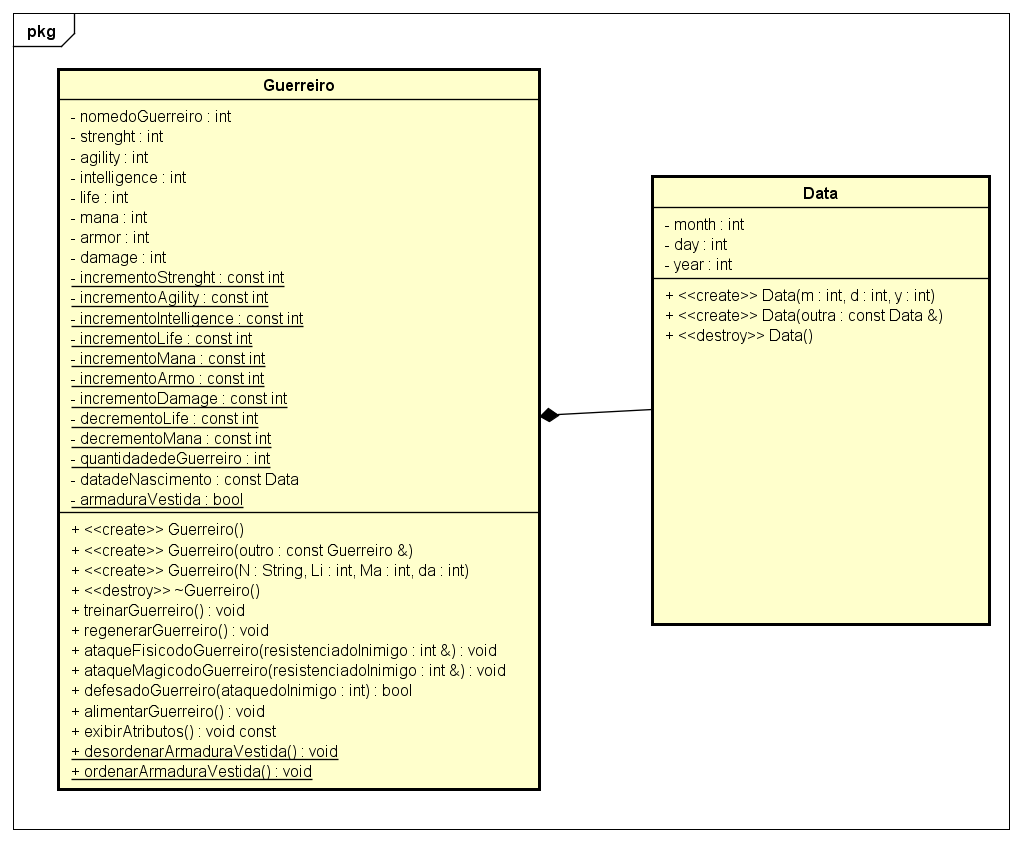 pkg
Guerreiro
- nomedoGuerreiro : int
- strenght : int
- agility : int
- intelligence : int
- life : int
- mana : int
- armor : int
- damage : int
- incrementoStrenght : const int
- incrementoAgility : const int
- incrementoIntelligence : const int
- incrementoLife : const int
- incrementoMana : const int
- incrementoArmo : const int
- incrementoDamage : const int
- decrementoLife : const int
- decrementoMana : const int
- quantidadedeGuerreiro : int
- datadeNascimento : const Data
- armaduraVestida : bool
+ <<create>> Guerreiro()
+ <<create>> Guerreiro(outro : const Guerreiro &)
+ <<create>> Guerreiro(N : String, Li : int, Ma : int, da : int)
+ <<destroy>> ~Guerreiro()
+ treinarGuerreiro() : void
+ regenerarGuerreiro() : void
+ ataqueFisicodoGuerreiro(resistenciadoInimigo : int &) : void
+ ataqueMagicodoGuerreiro(resistenciadoInimigo : int &) : void
+ defesadoGuerreiro(ataquedoInimigo : int) : bool
+ alimentarGuerreiro() : void
+ exibirAtributos() : void const
+ desordenarArmaduraVestida() : void
+ ordenarArmaduraVestida() : void
Data
- month : int
- day : int
- year : int
+ <<create>> Data(m : int, d : int, y : int)
+ <<create>> Data(outra : const Data &)
+ <<destroy>> Data()